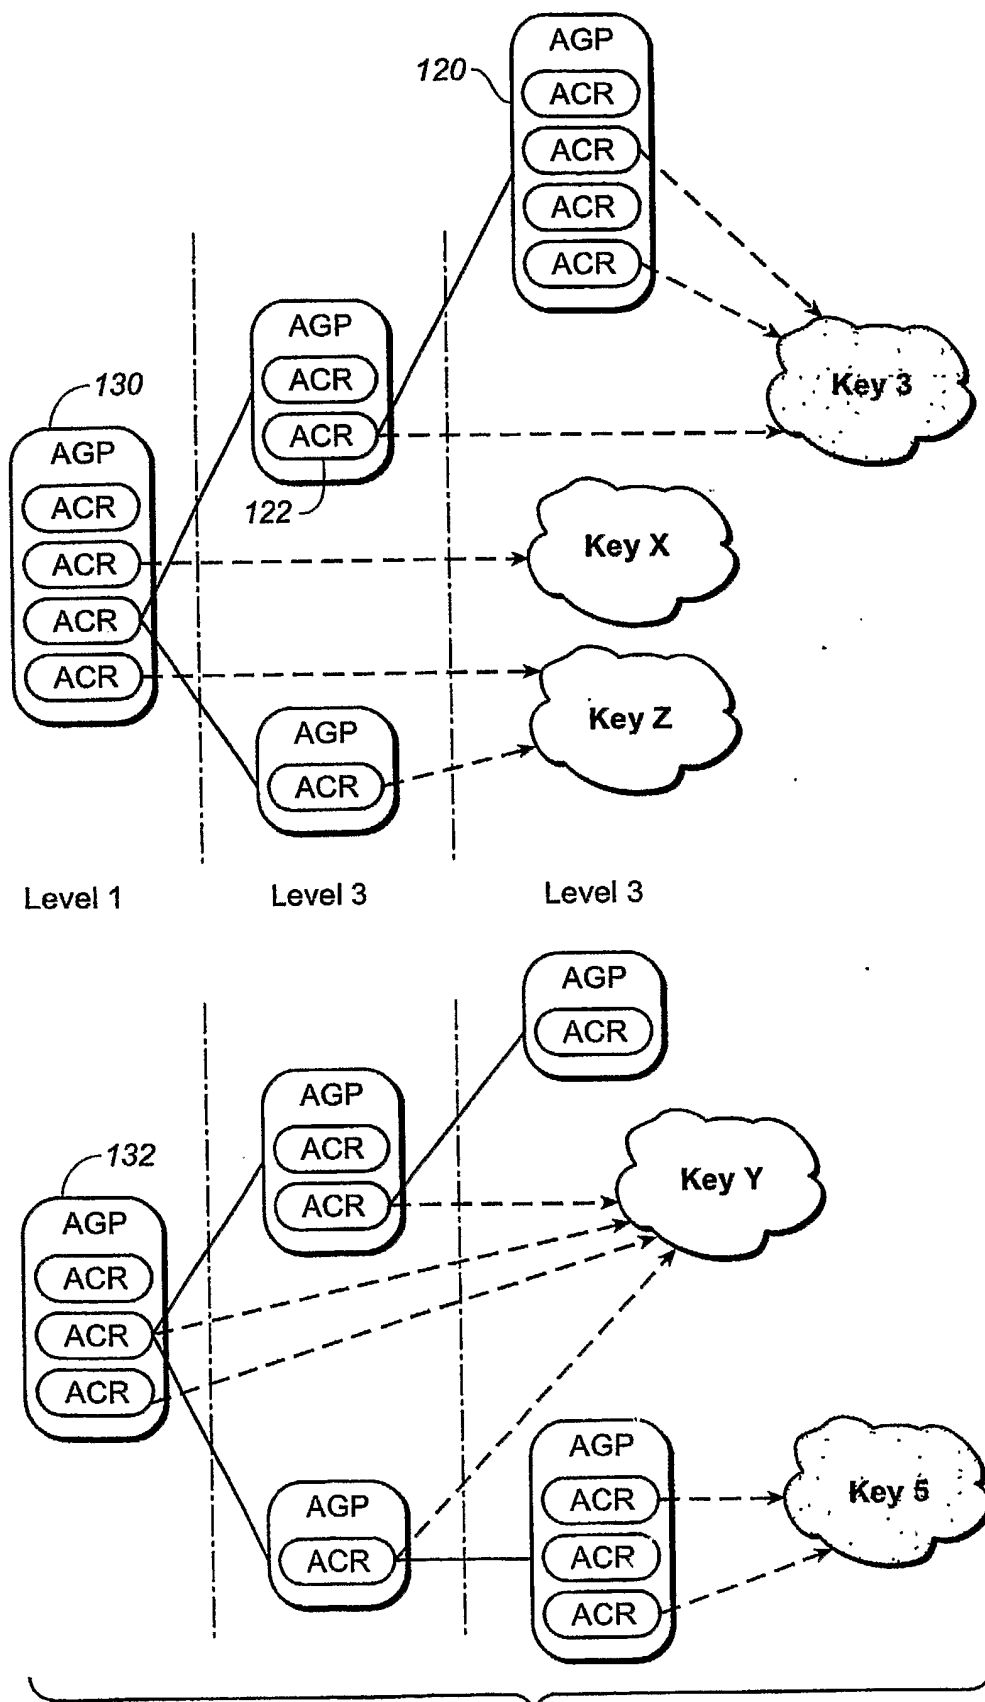 AGP
120
ACR
ACR
ACR
ACR
AGP
ACR
ACR
122
Key 3
130
AGP
ACR
ACR
ACR
ACR
Key X
Key Z
AGP
ACR
Level 1
Level 3
Level 3
AGP
ACR
AGP
ACR
ACR
Key Y
132
AGP
ACR
ACR
ACR
AGP
ACR
AGP
ACR
ACR
ACR
Key 5